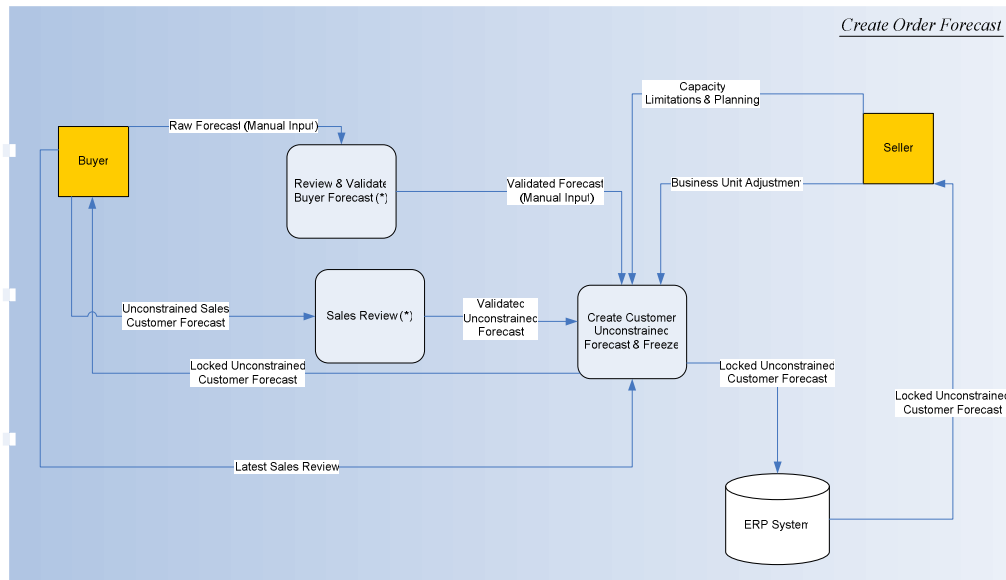 Create Order Forecast
Capacity
Limitations & Planning
Raw Forecast (Manual Input)
Buyer
Seller
Review & Validate
Buyer Forecast (*)
Validated Forecast
(Manual Input)
Business Unit Adjustment
Unconstrained Sales
Customer Forecast
Sales Review (*)
Validated
Unconstrained
Forecast
Create Customer
Unconstrained
Forecast & Freeze
Locked Unconstrained
Customer Forecast
Locked Unconstrained
Customer Forecast
Locked Unconstrained
Customer Forecast
Latest Sales Review
ERP System